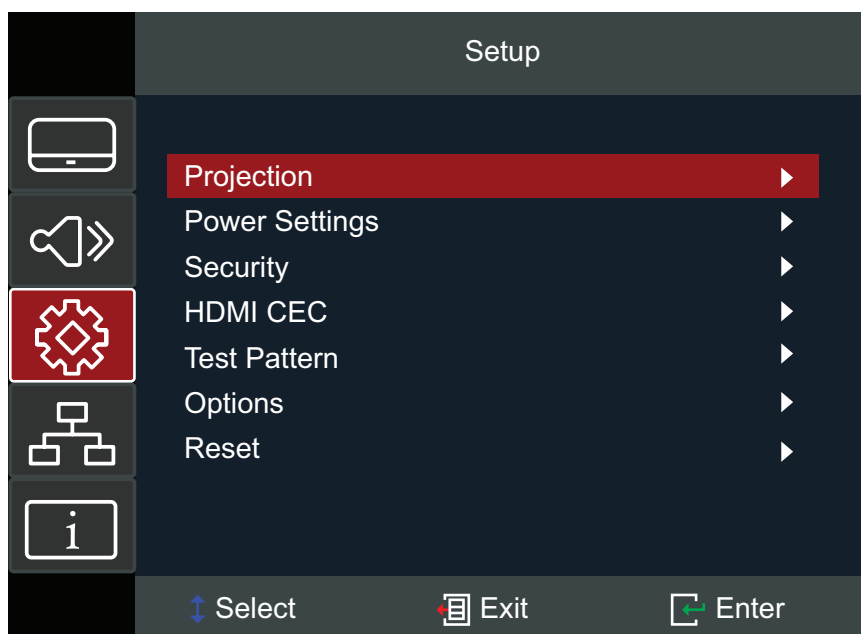 Setup
Projection
Power Settings
Security
HDMI CEC
Test Pattern
Options
Reset
i
Select Exit Enter